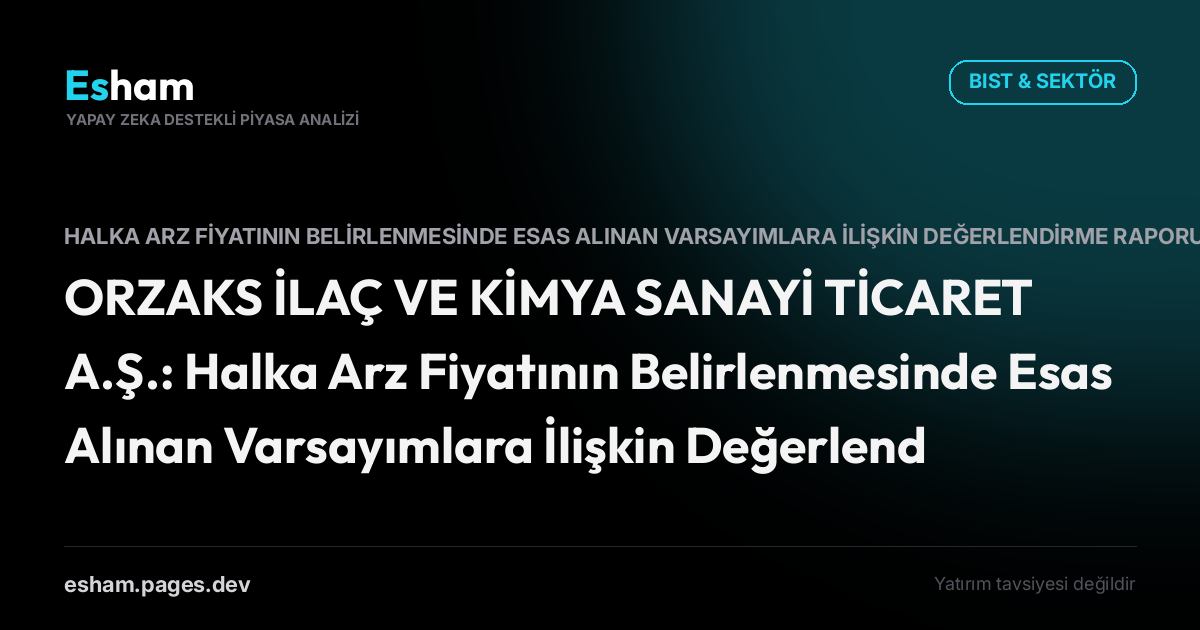 Esham
YAPAY ZEKA DESTEKLİ PİYASA ANALİZİ
BIST & SEKTÖR
HALKA ARZ FİYATININ BELİRLENMESİNDE ESAS ALINAN VARSAYIMLARA İLİŞKİN DEĞERLENDİRME RAPORU
ORZAKS İLAÇ VE KİMYA SANAYİ TİCARET
A.Ş.: Halka Arz Fiyatının Belirlenmesinde Esas
Alınan Varsayımlara İlişkin Değerlend
esham.pages.dev
Yatırım tavsiyesi değildir